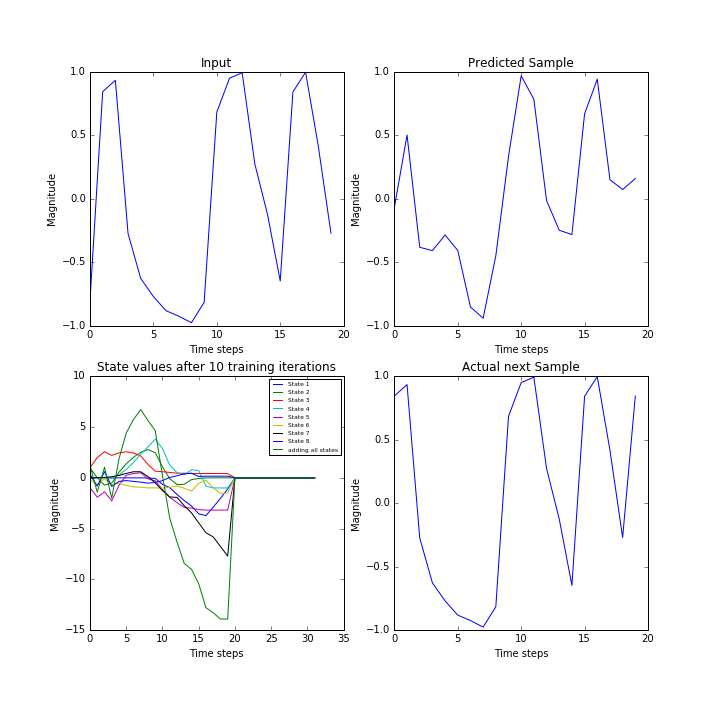 Input
1.0
0.5
0.0
−0.5
−1.0
Magnitude
0 5 10 15 20
Time steps
Predicted Sample
1.0
0.5
0.0
−0.5
−1.0
Magnitude
0 5 10 15 20
Time steps
State values after 10 training iterations
10
5
0
−5
−10
−15
Magnitude
State 1
State 2
State 3
State 4
State 5
State 6
State 7
State 8
adding all states
0 5 10 15 20 25 30 35
Time steps
Actual next Sample
1.0
0.5
0.0
−0.5
−1.0
Magnitude
0 5 10 15 20
Time steps